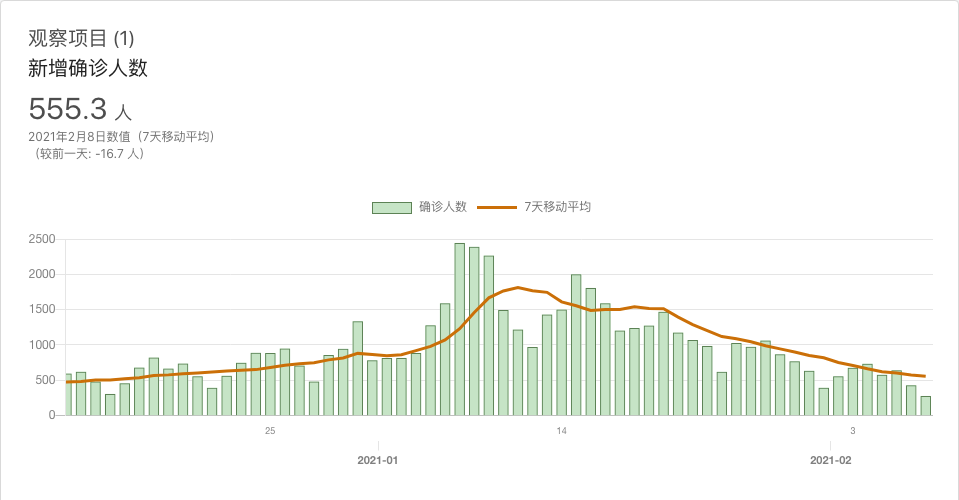 观察项目 (1)
新增确诊人数
555.3 人
2021年2月8日数值（7天移动平均）
（较前一天: -16.7 人）
确诊人数 7天移动平均
2500
2000
1500
1000
500
0
25 14 3
2021-01 2021-02